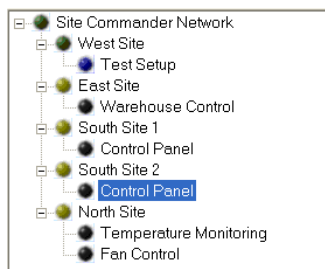 Site Commander Network
West Site
Test Setup
East Site
Warehouse Control
South Site 1
Control Panel
South Site 2
Control Panel
North Site
Temperature Monitoring
Fan Control